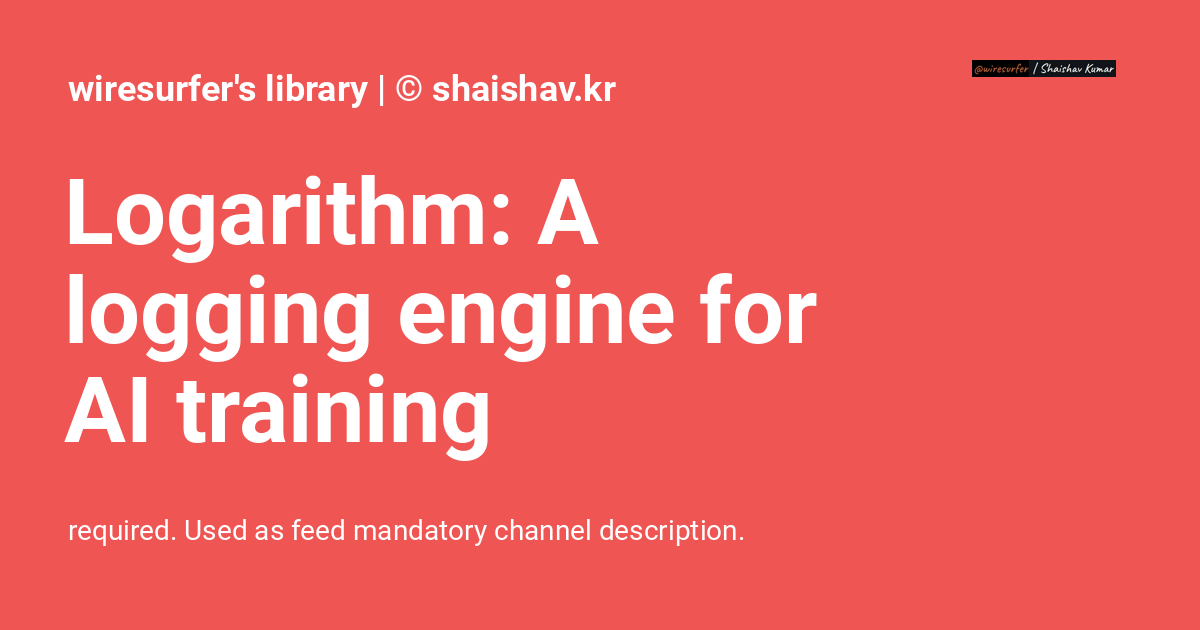 wiresurfer's library | © shaishav.kr
@wiresurfer | Shaishav Kumar
Logarithm: A
logging engine for
AI training
required. Used as feed mandatory channel description.